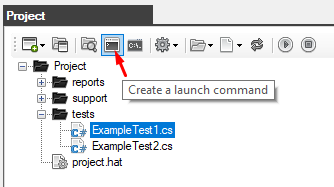 Project
C:\.
Project
reports
Create a launch command
support
tests
C#
ExampleTest1.cs
C#
ExampleTest2.cs
project.hat